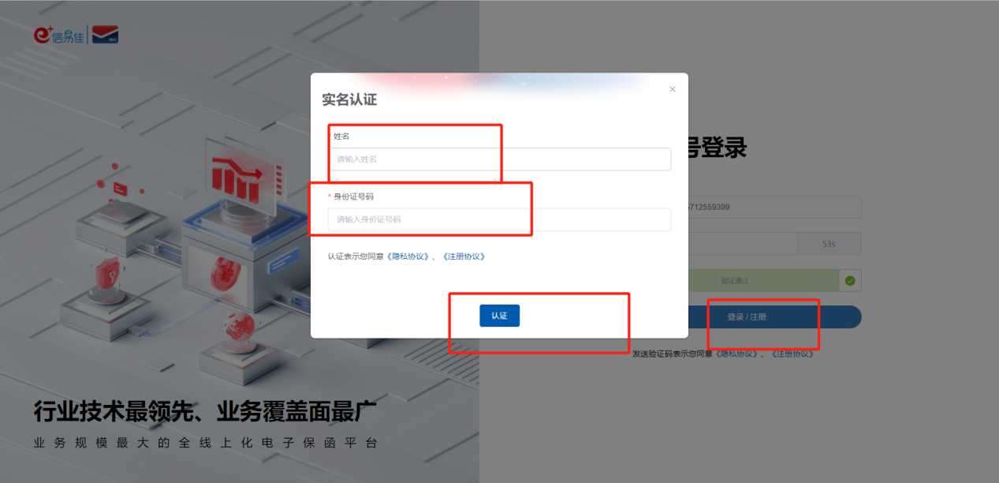 e+信易佳
实名认证
* 姓名
请输入姓名
* 身份证号码
请输入身份证号码
认证表示您同意《隐私协议》、《注册协议》
认证
号登录
5712559399
53s
验证通过
登录 / 注册
发送验证码表示您同意《隐私协议》、《注册协议》
行业技术最领先、业务覆盖面最广
业务规模最大的全线上化电子保函平台